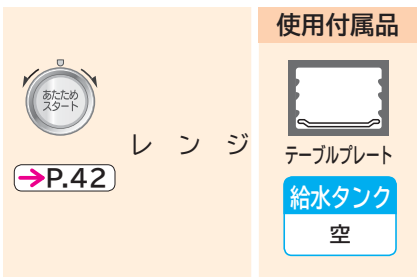 使用付属品
あたため
スタート
レンジ
→P.42
テーブルプレート
給水タンク
空